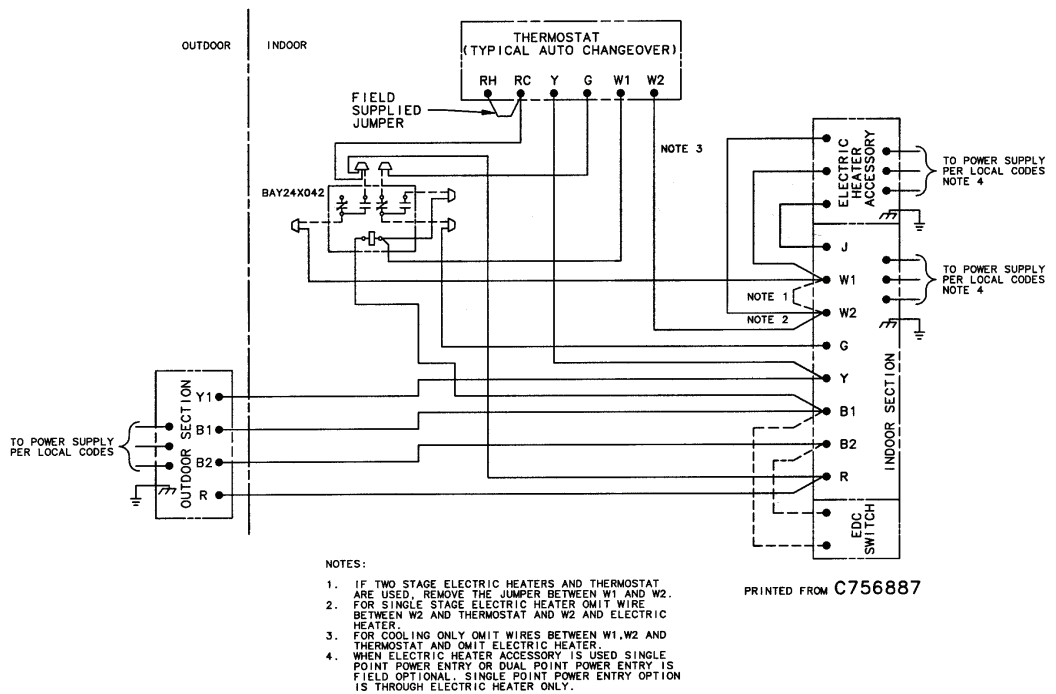 OUTDOOR
INDOOR
THERMOSTAT
(TYPICAL AUTO CHANGEOVER)
RH RC Y G W1 W2
FIELD
SUPPLIED
JUMPER
NOTE 3
BAY24X042
ELECTRIC
HEATER
ACCESSORY
TO POWER SUPPLY
PER LOCAL CODES
NOTE 4
J
W1
NOTE 1
W2
NOTE 2
G
Y
B1
B2
R
INDOOR SECTION
TO POWER SUPPLY
PER LOCAL CODES
NOTE 4
EDC
SWITCH
OUTDOOR SECTION
Y1
B1
B2
R
TO POWER SUPPLY
PER LOCAL CODES
NOTES:
1. IF TWO STAGE ELECTRIC HEATERS AND THERMOSTAT
ARE USED, REMOVE THE JUMPER BETWEEN W1 AND W2.
2. FOR SINGLE STAGE ELECTRIC HEATER OMIT WIRE
BETWEEN W2 AND THERMOSTAT AND W2 AND ELECTRIC
HEATER.
3. FOR COOLING ONLY OMIT WIRES BETWEEN W1,W2 AND
THERMOSTAT AND OMIT ELECTRIC HEATER.
4. WHEN ELECTRIC HEATER ACCESSORY IS USED SINGLE
POINT POWER ENTRY OR DUAL POINT POWER ENTRY IS
FIELD OPTIONAL. SINGLE POINT POWER ENTRY OPTION
IS THROUGH ELECTRIC HEATER ONLY.
PRINTED FROM C756887